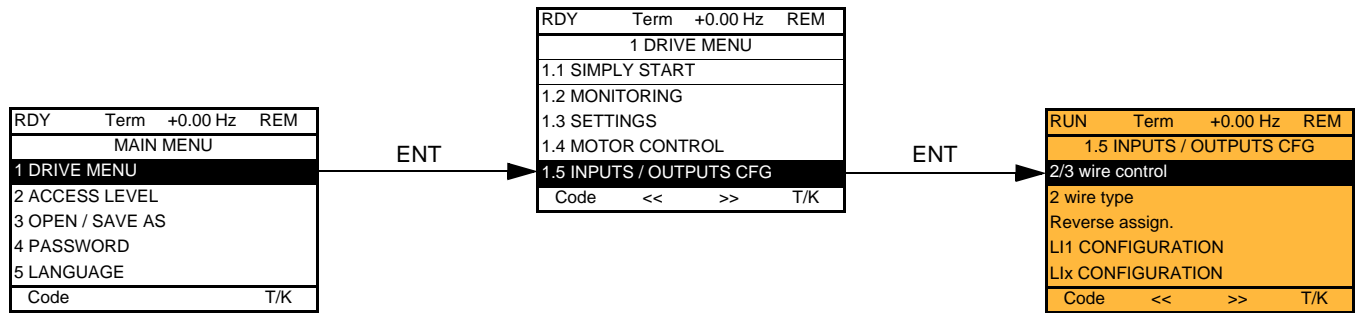 RDY Term +0.00 Hz REM
MAIN MENU
1 DRIVE MENU
2 ACCESS LEVEL
3 OPEN / SAVE AS
4 PASSWORD
5 LANGUAGE
Code T/K
ENT
RDY Term +0.00 Hz REM
1 DRIVE MENU
1.1 SIMPLY START
1.2 MONITORING
1.3 SETTINGS
1.4 MOTOR CONTROL
1.5 INPUTS / OUTPUTS CFG
Code << >> T/K
ENT
RUN Term +0.00 Hz REM
1.5 INPUTS / OUTPUTS CFG
2/3 wire control
2 wire type
Reverse assign.
LI1 CONFIGURATION
LIx CONFIGURATION
Code << >> T/K